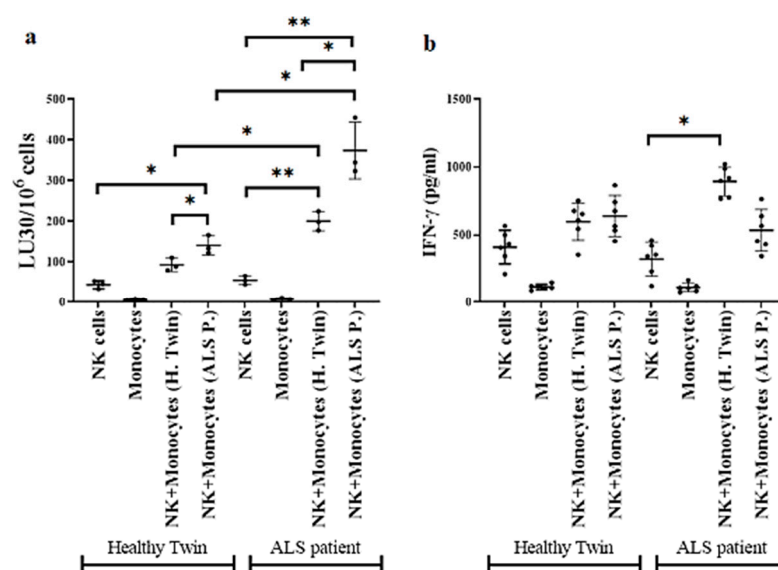 a
b
**
*
*
*
*
**
*
*
500
400
300
200
100
0
LU30/10⁶ cells
1500
1000
500
0
IFN-γ (pg/ml)
NK cells
Monocytes
NK+Monocytes (H. Twin)
NK+Monocytes (ALS P.)
NK cells
Monocytes
NK+Monocytes (H. Twin)
NK+Monocytes (ALS P.)
NK cells
Monocytes
NK+Monocytes (H. Twin)
NK+Monocytes (ALS P.)
NK cells
Monocytes
NK+Monocytes (H. Twin)
NK+Monocytes (ALS P.)
Healthy Twin
ALS patient
Healthy Twin
ALS patient